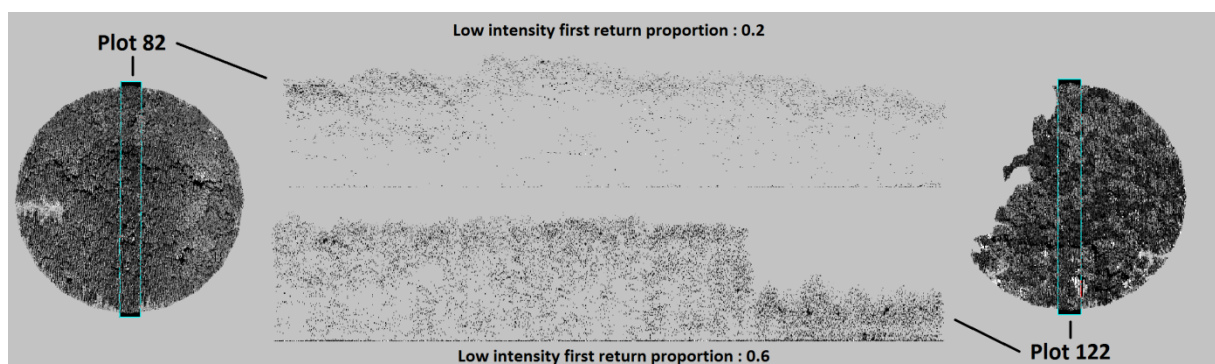 Low intensity first return proportion : 0.2
Plot 82
Low intensity first return proportion : 0.6
Plot 122